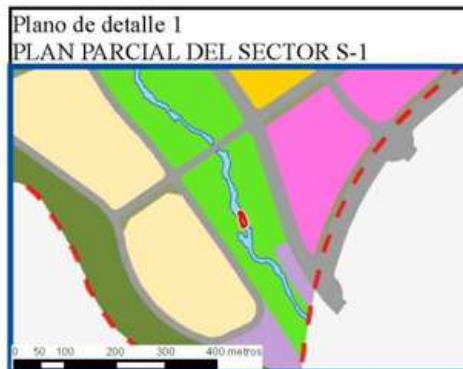 Plano de detalle 1
PLAN PARCIAL DEL SECTOR S-1
0 50 100 200 300 400 metros